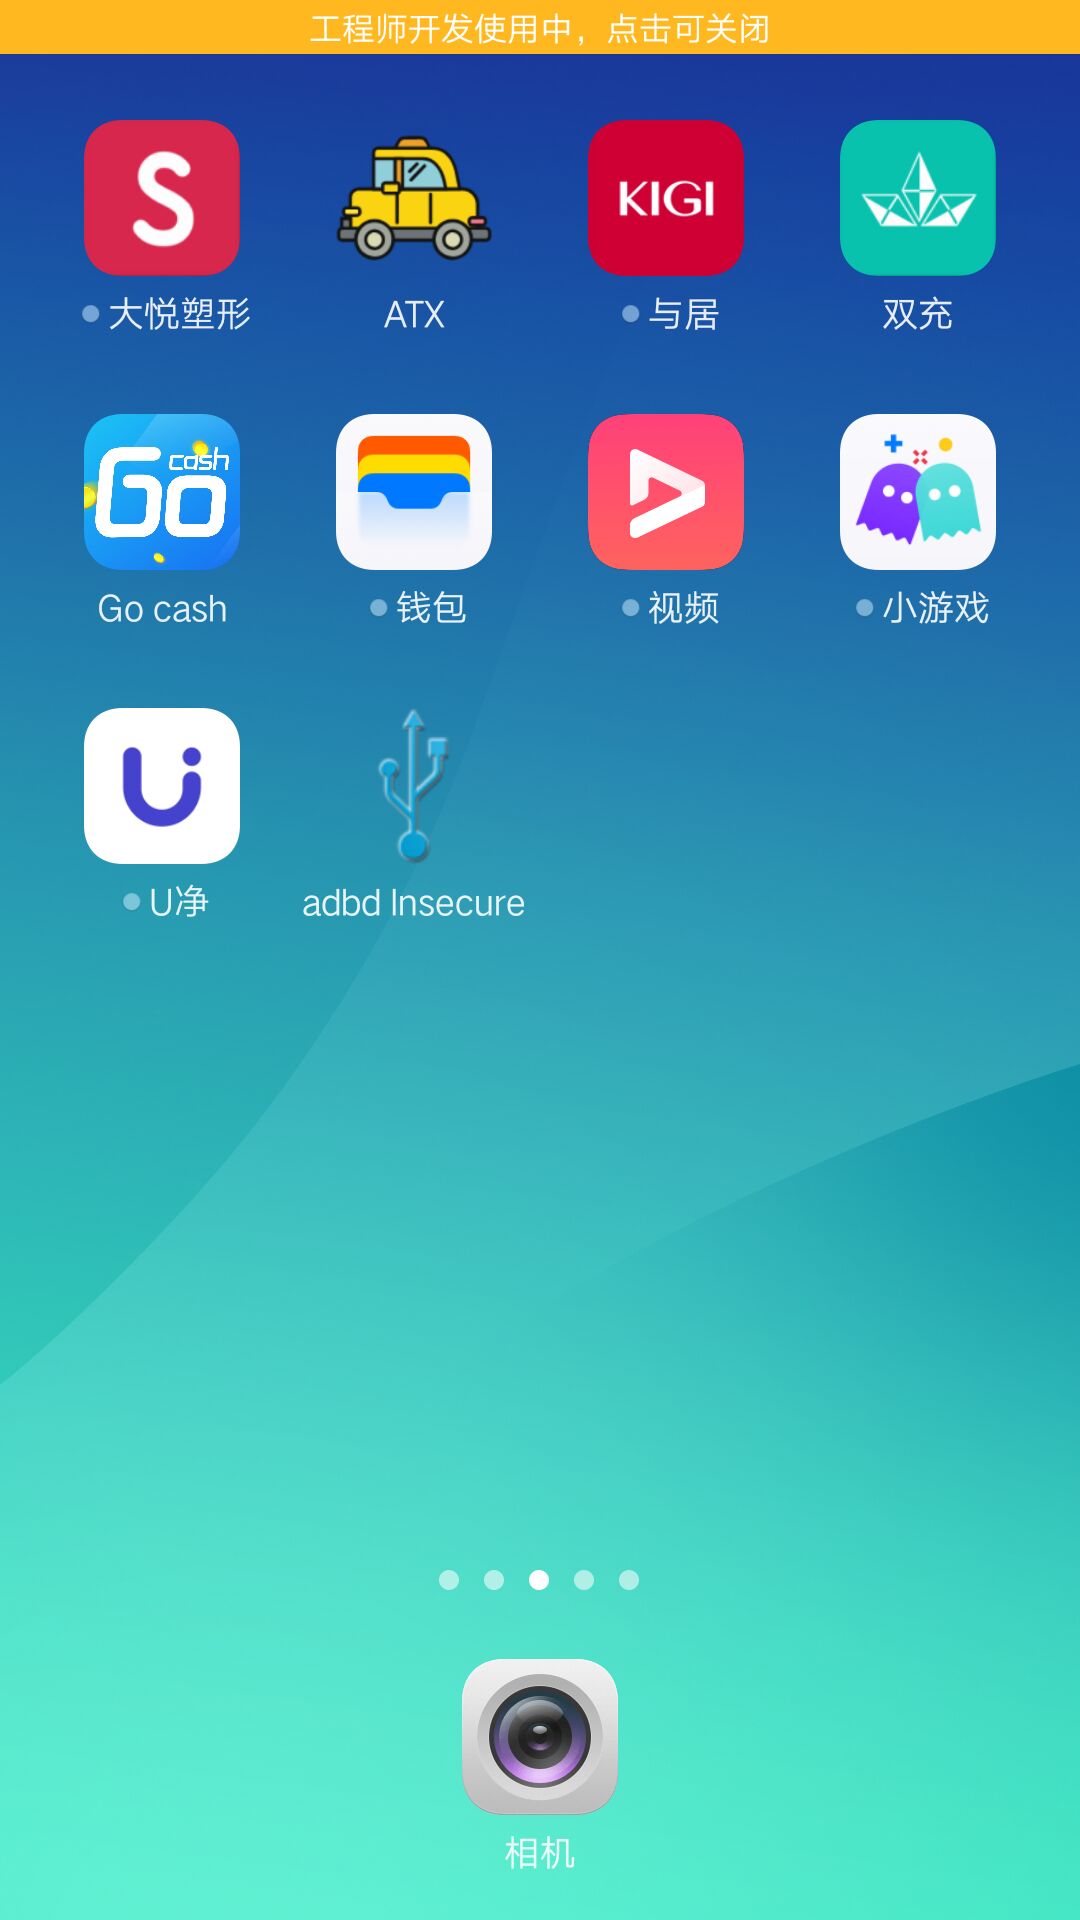 工程师开发使用中，点击可关闭
S
KIGI
大悦塑形
ATX
与居
双充
cash
Go
Go cash
钱包
视频
小游戏
U净
adbd Insecure
相机